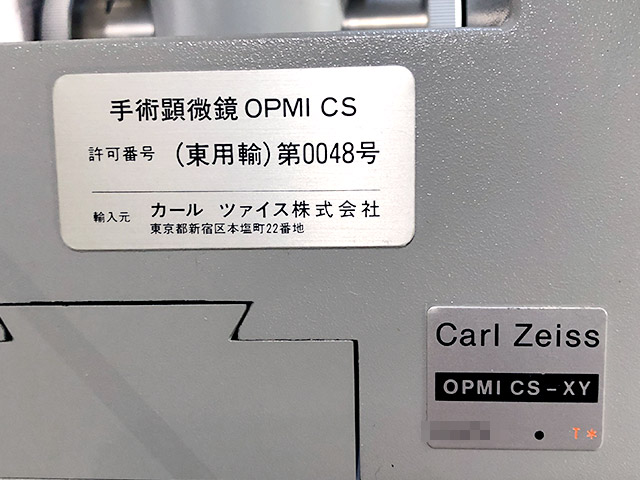 手術顕微鏡 OPMI CS
許可番号 (東用輸)第0048号
輸入元 カール ツァイス株式会社
東京都新宿区本塩町22番地
Carl Zeiss
OPMI CS-XY
T*